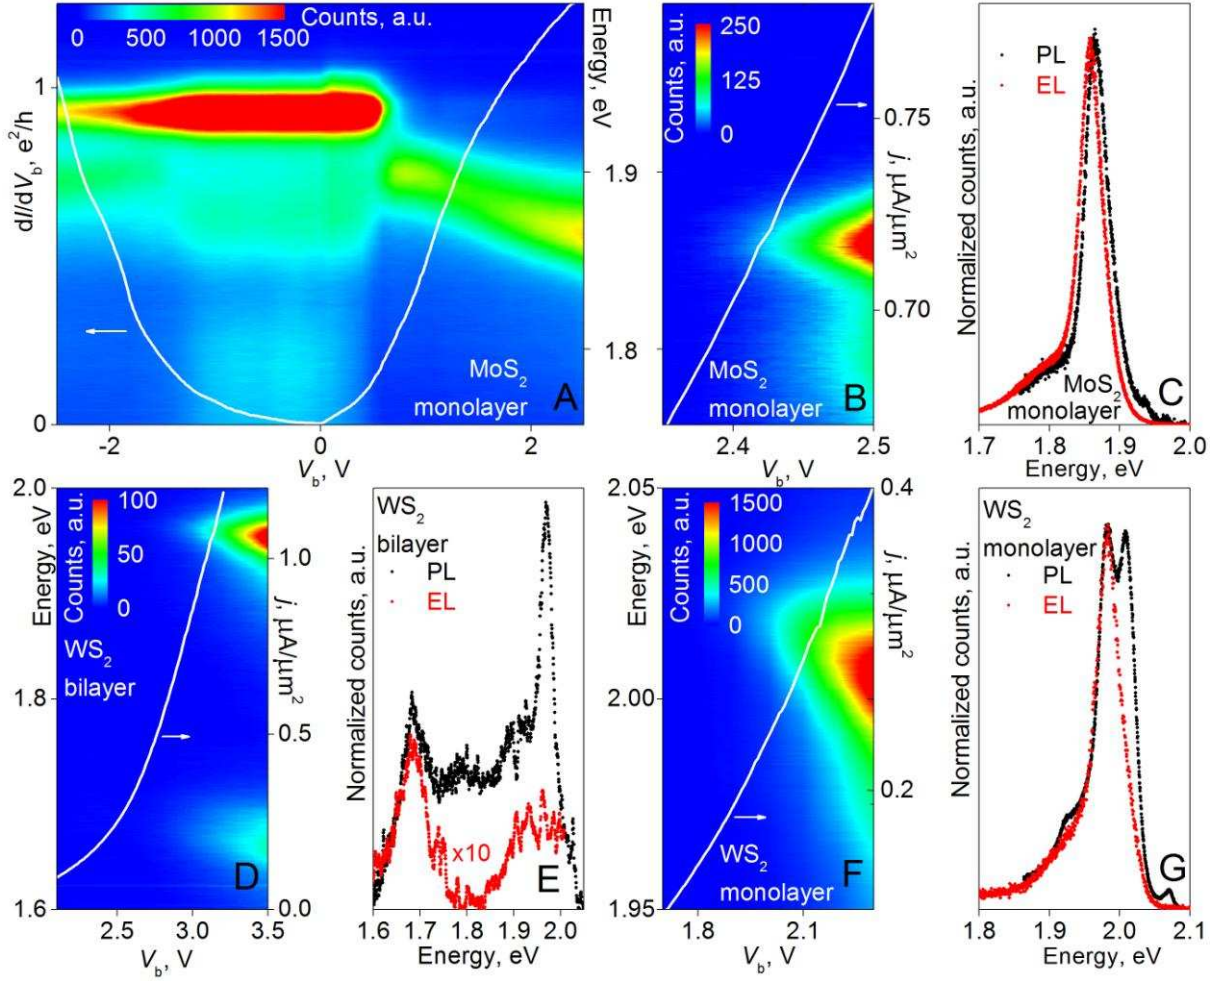 Counts, a.u.
0 500 1000 1500
dI/dV_b, e²/h
1
0
-2 0 2
V_b, V
Energy, eV
1.9
1.8
MoS₂
monolayer
A
Counts, a.u.
250
125
0
0.75
0.70
j, μA/μm²
2.4 2.5
V_b, V
MoS₂
monolayer
B
Normalized counts, a.u.
PL
EL
MoS₂
monolayer
C
1.7 1.8 1.9 2.0
Energy, eV
2.0
1.8
1.6
Energy, eV
Counts, a.u.
100
50
0
WS₂
bilayer
D
1.0
0.5
0.0
j, μA/μm²
2.5 3.0 3.5
V_b, V
Normalized counts, a.u.
WS₂
bilayer
PL
EL
x10
E
1.6 1.7 1.8 1.9 2.0
Energy, eV
2.05
2.00
1.95
Energy, eV
Counts, a.u.
1500
1000
500
0
0.4
0.2
j, μA/μm²
WS₂
monolayer
F
1.9 2.1
V_b, V
Normalized counts, a.u.
WS₂
monolayer
PL
EL
G
1.8 1.9 2.0 2.1
Energy, eV